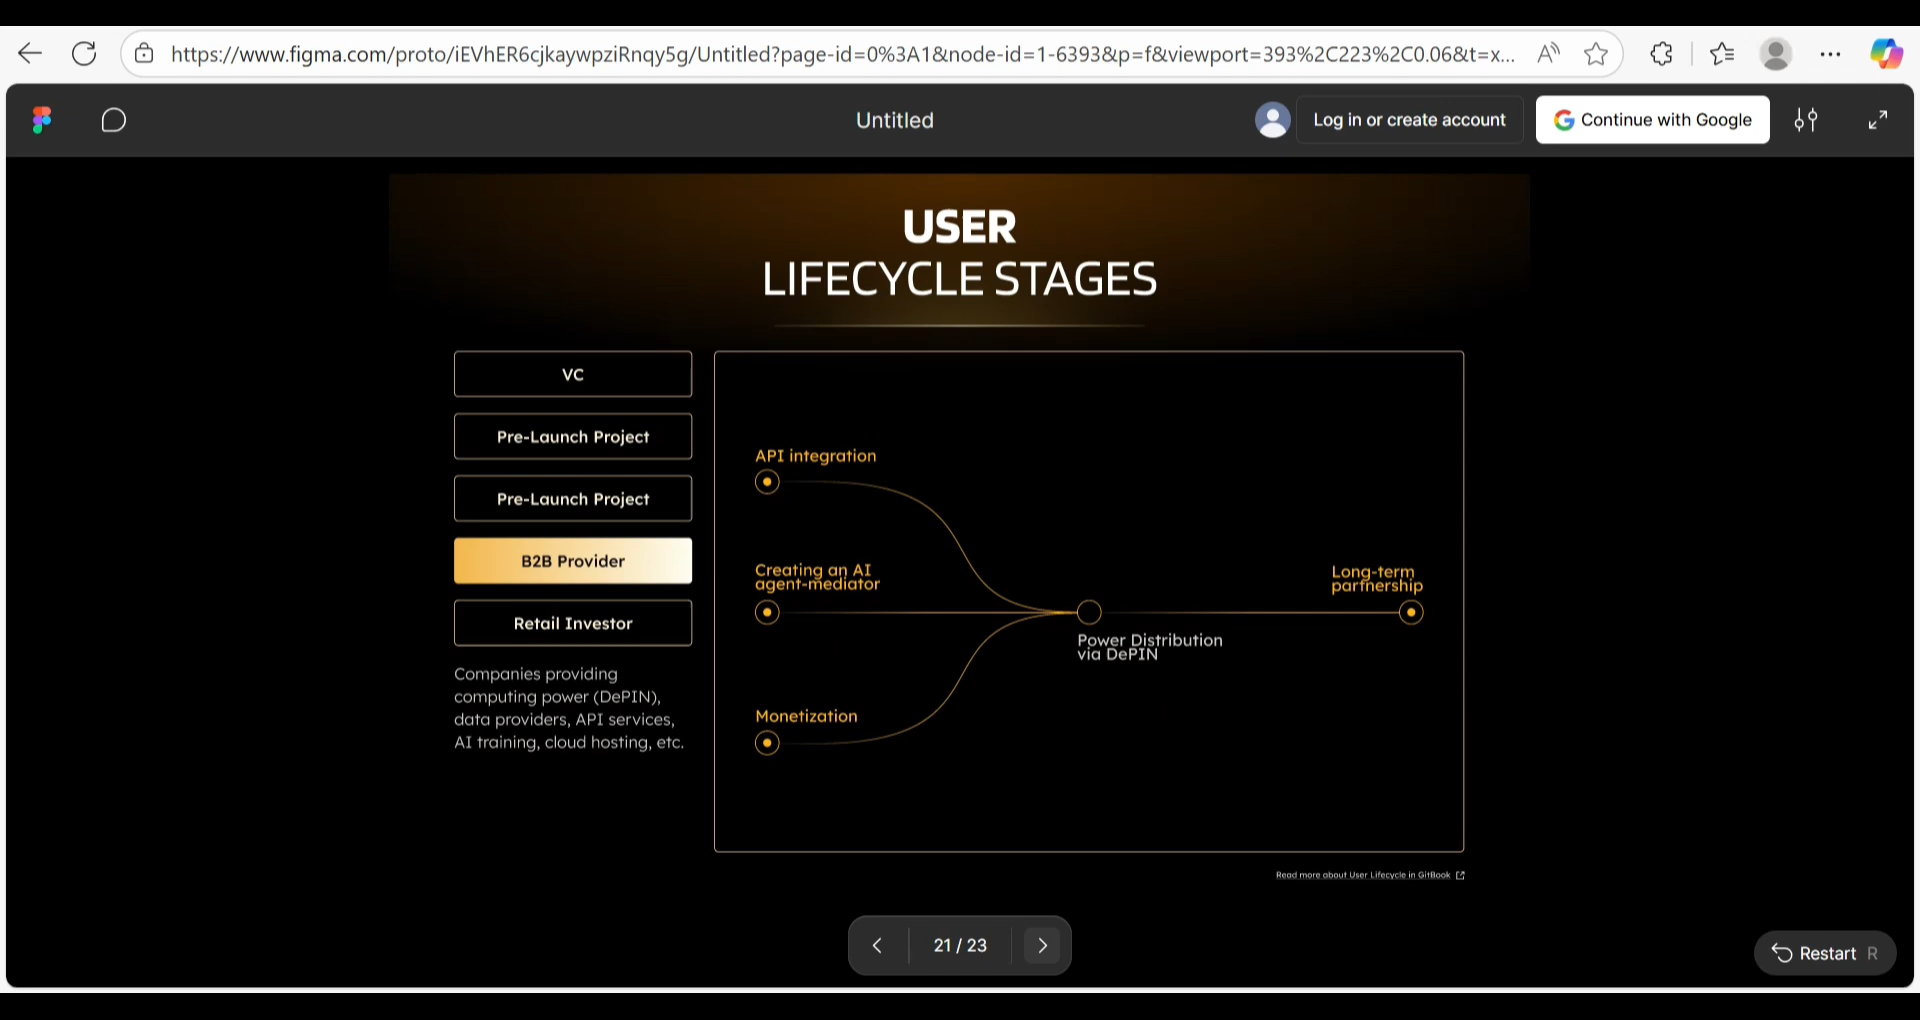 https://www.figma.com/proto/iEVhER6cjkaywpziRnqy5g/Untitled?page-id=0%3A1&node-id=1-6393&p=f&viewport=393%2C223%2C0.06&t=x...
Untitled
Log in or create account
Continue with Google
USER
LIFECYCLE STAGES
VC
Pre-Launch Project
Pre-Launch Project
B2B Provider
Retail Investor
Companies providing
computing power (DePIN),
data providers, API services,
AI training, cloud hosting, etc.
API integration
Creating an AI
agent-mediator
Monetization
Power Distribution
via DePIN
Long-term
partnership
Read more about User Lifecycle in GitBook
21 / 23
Restart R